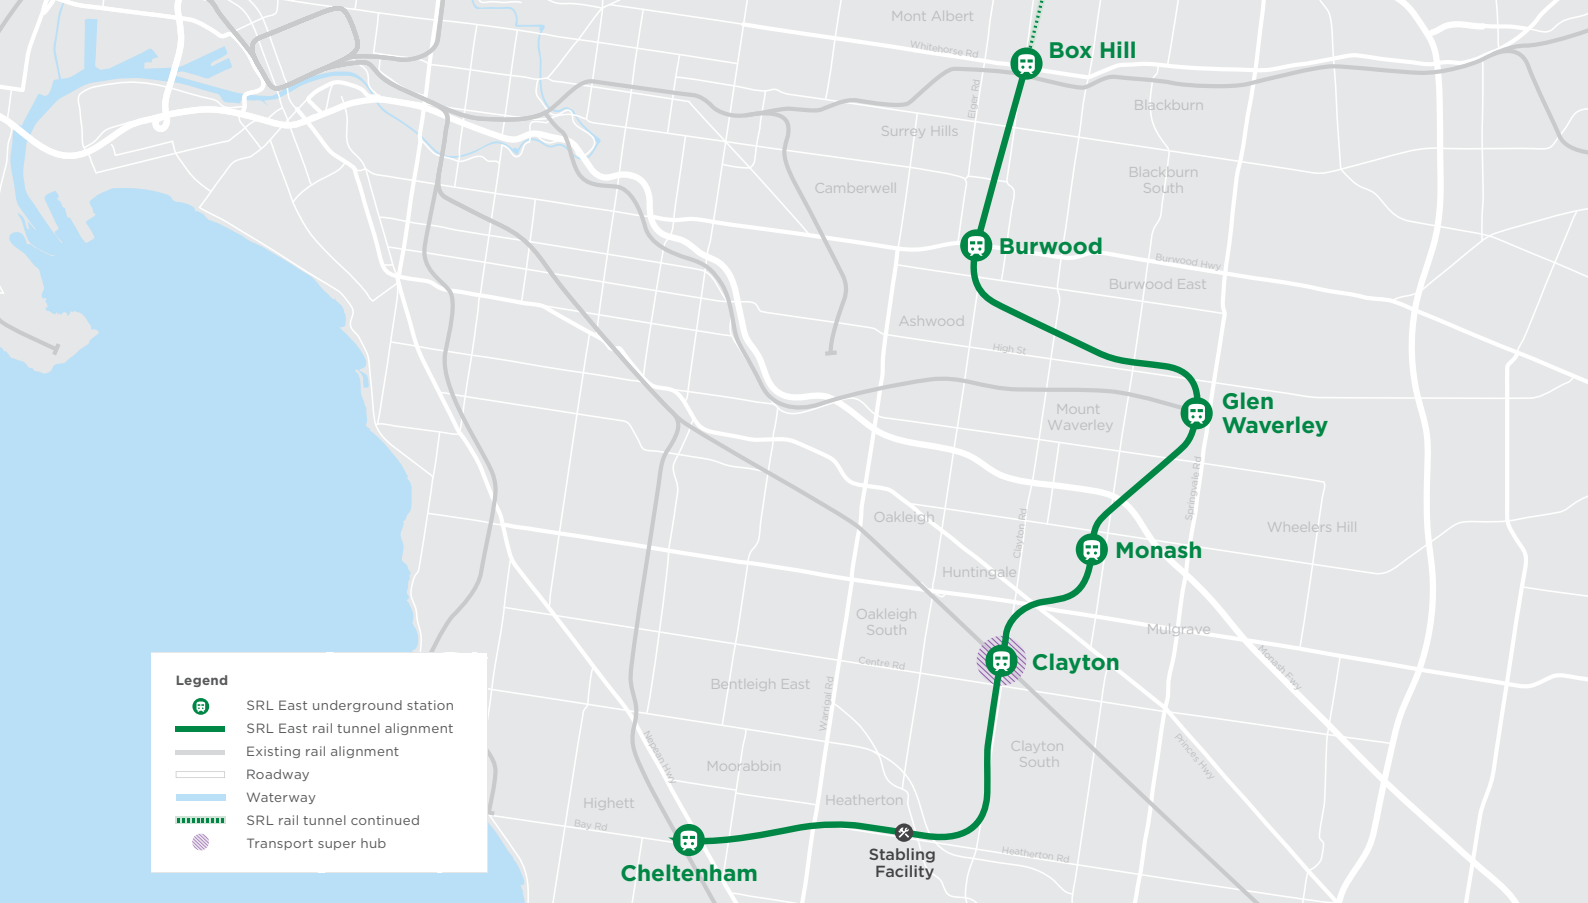 Mont Albert
Whitehorse Rd
Box Hill
Elgar Rd
Blackburn
Surrey Hills
Blackburn
South
Camberwell
Burwood
Burwood Hwy
Burwood East
Ashwood
High St
Glen
Waverley
Mount
Waverley
Springvale Rd
Oakleigh
Clayton Rd
Wheelers Hill
Monash
Huntingale
Oakleigh
South
Mulgrave
Clayton
Centre Rd
Monash Fwy
Bentleigh East
Warrigal Rd
Clayton
South
Princes Hwy
Nepean Hwy
Moorabbin
Highett
Heatherton
Bay Rd
Stabling
Facility
Heatherton Rd
Cheltenham
Legend
SRL East underground station
SRL East rail tunnel alignment
Existing rail alignment
Roadway
Waterway
SRL rail tunnel continued
Transport super hub